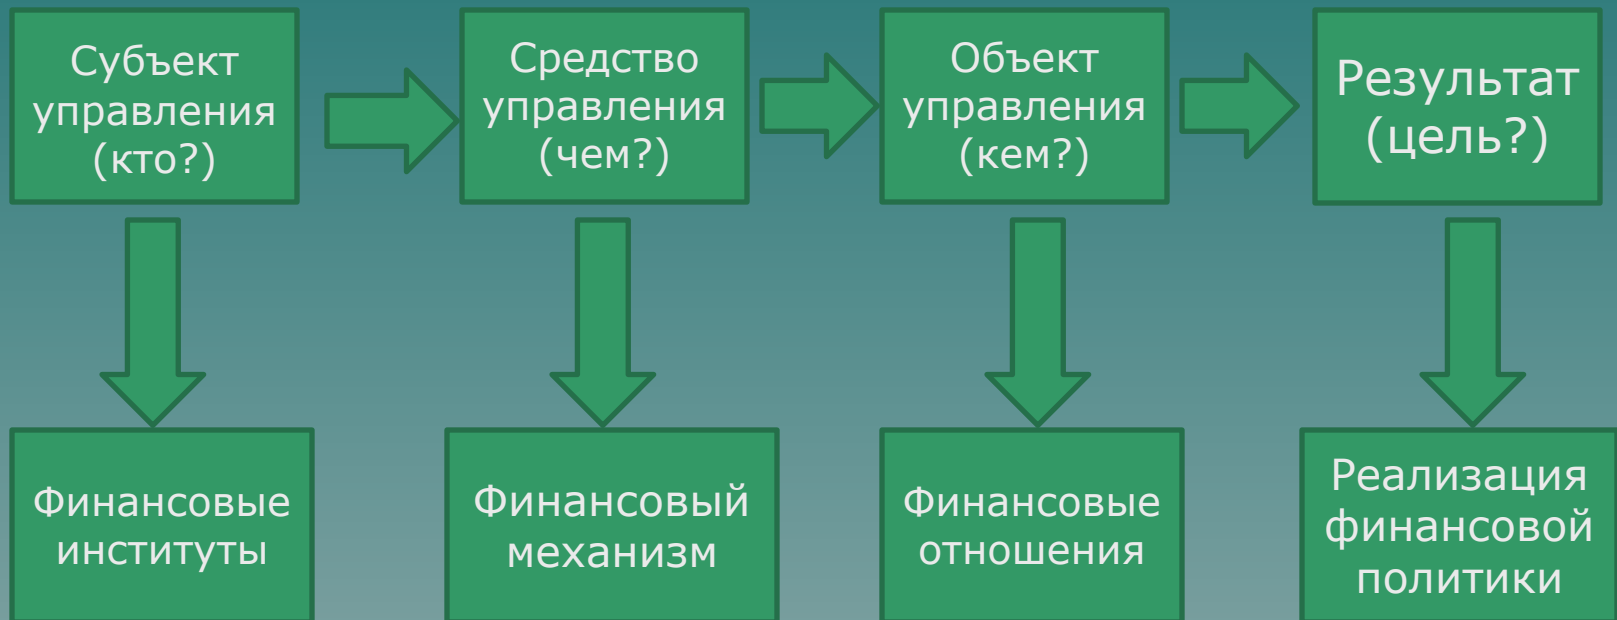 Субъект
управления
(кто?)
Средство
управления
(чем?)
Объект
управления
(кем?)
Результат
(цель?)
Финансовые
институты
Финансовый
механизм
Финансовые
отношения
Реализация
финансовой
политики